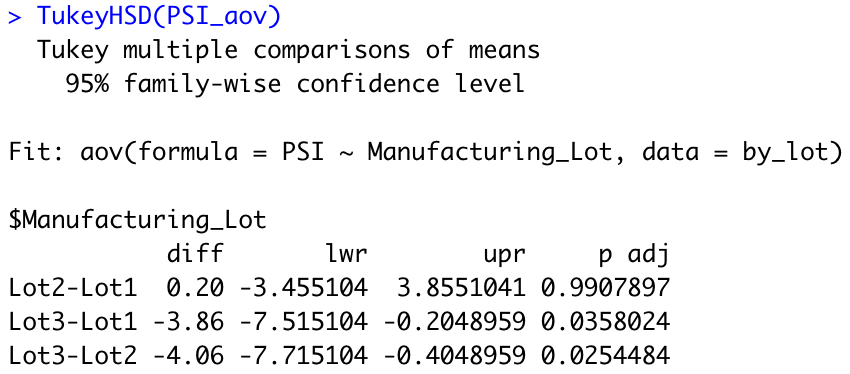 > TukeyHSD(PSI_aov)
  Tukey multiple comparisons of means
    95% family-wise confidence level

Fit: aov(formula = PSI ~ Manufacturing_Lot, data = by_lot)

$Manufacturing_Lot
           diff       lwr        upr     p adj
Lot2-Lot1  0.20 -3.455104  3.8551041 0.9907897
Lot3-Lot1 -3.86 -7.515104 -0.2048959 0.0358024
Lot3-Lot2 -4.06 -7.715104 -0.4048959 0.0254484